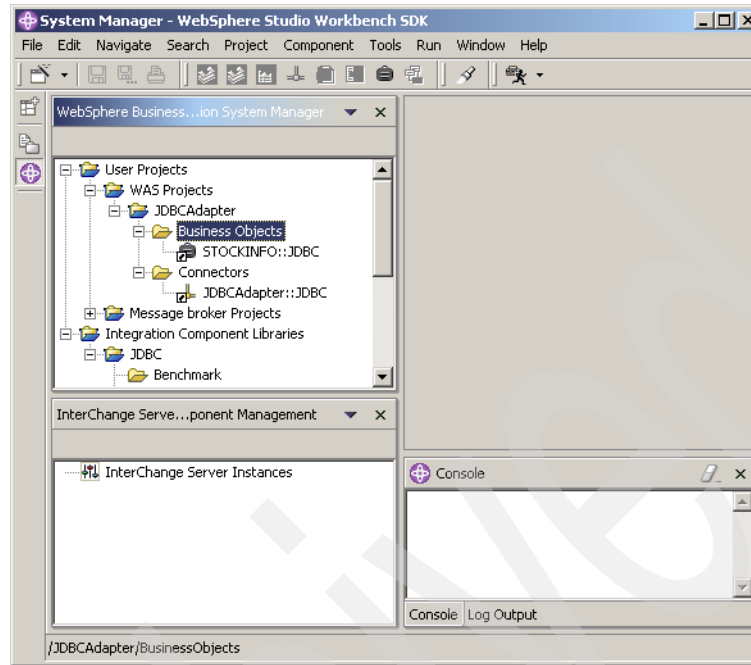 System Manager - WebSphere Studio Workbench SDK
File Edit Navigate Search Project Component Tools Run Window Help
WebSphere Business...ion System Manager
User Projects
WAS Projects
JDBCAdapter
Business Objects
STOCKINFO::JDBC
Connectors
JDBCAdapter::JDBC
Message broker Projects
Integration Component Libraries
JDBC
Benchmark
InterChange Serve...ponent Management
InterChange Server Instances
Console
Console Log Output
/JDBCAdapter/BusinessObjects